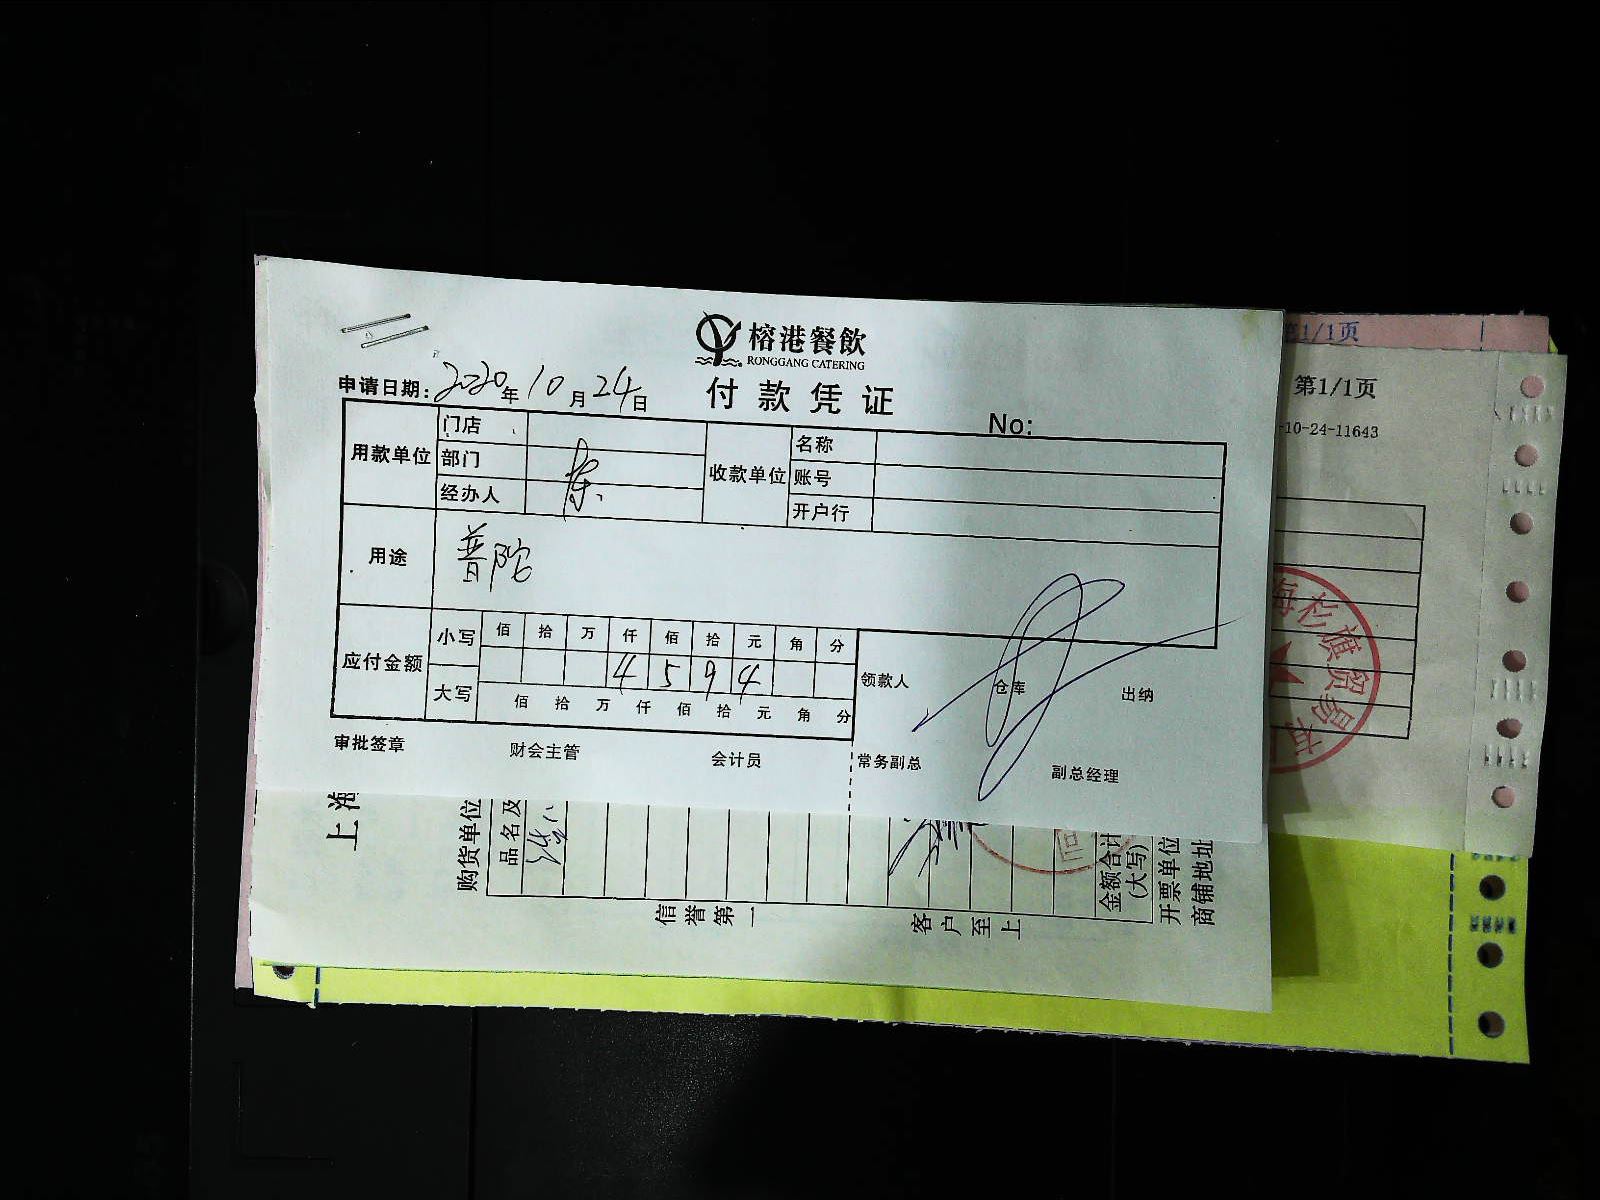 榕港餐飲
RONGGANG CATERING
付款凭证
申请日期: 2020年10月24日
No:
用款单位 门店
部门
经办人 陈
收款单位 名称
账号
开户行
用途 普陀
应付金额 小写 佰 拾 万 仟 佰 拾 元 角 分
4 5 9 4
大写 佰 拾 万 仟 佰 拾 元 角 分
领款人 仓库 出纳
审批签章 财会主管 会计员 常务副总 副总经理
1/1页
第1/1页
-10-24-11643
海杉旗贸易
上海
购货单位
品名及
金额合计
(大写)
开票单位
商铺地址
信誉第一
客户至上